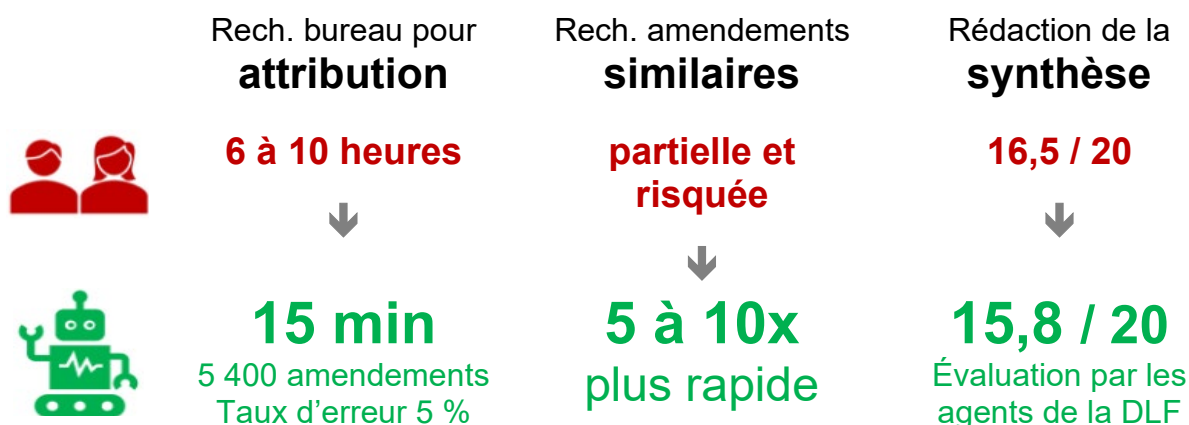 Rech. bureau pour
attribution
6 à 10 heures
15 min
5 400 amendements
Taux d'erreur 5 %
Rech. amendements
similaires
partielle et
risquée
5 à 10x
plus rapide
Rédaction de la
synthèse
16,5 / 20
15,8 / 20
Évaluation par les
agents de la DLF